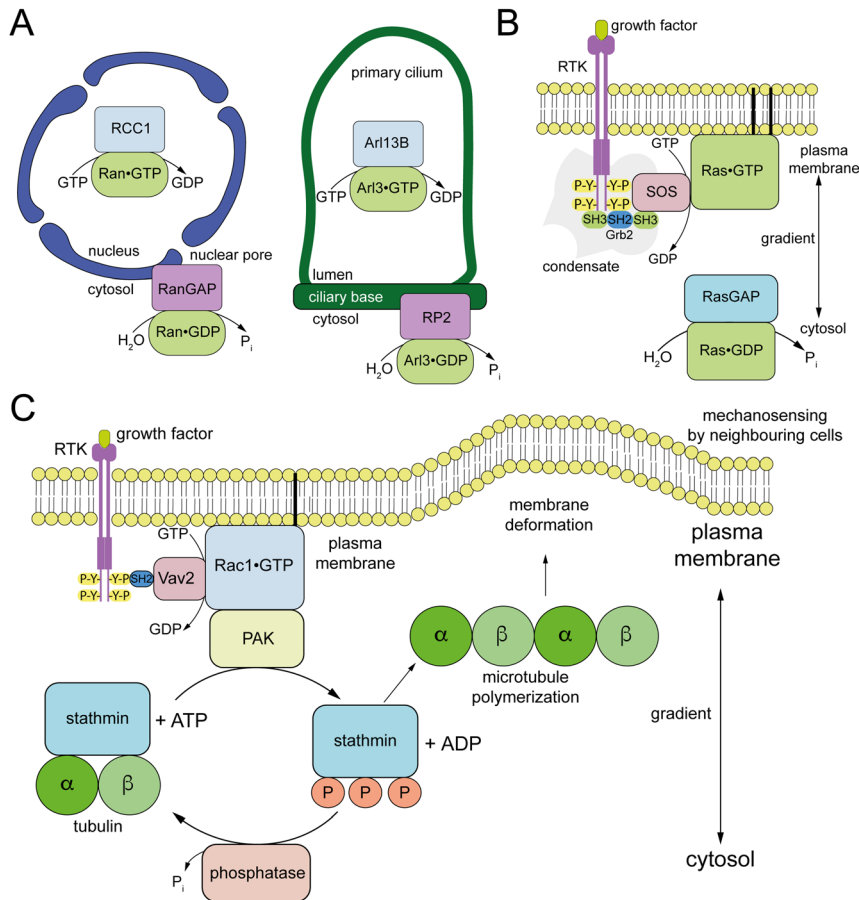 A
RCC1
GTP
Ran•GTP
GDP
nucleus
nuclear pore
cytosol
RanGAP
H2O
Ran•GDP
Pi
primary cilium
Arl13B
GTP
Arl3•GTP
GDP
lumen
ciliary base
cytosol
RP2
H2O
Arl3•GDP
Pi
B
growth factor
RTK
GTP
Ras•GTP
plasma
membrane
P-Y- -Y-P
SOS
P-Y- -Y-P
SH3 SH2 SH3
Grb2
condensate
GDP
gradient
RasGAP
cytosol
H2O
Ras•GDP
Pi
C
growth factor
RTK
mechanosensing
by neighbouring cells
GTP
plasma
membrane
Rac1•GTP
P-Y- -Y-P SH2
Vav2
P-Y- -Y-P
GDP
PAK
membrane
deformation
plasma
membrane
α β α β
microtubule
polymerization
gradient
stathmin
+ ATP
α β
tubulin
stathmin
+ ADP
P P P
phosphatase
Pi
cytosol